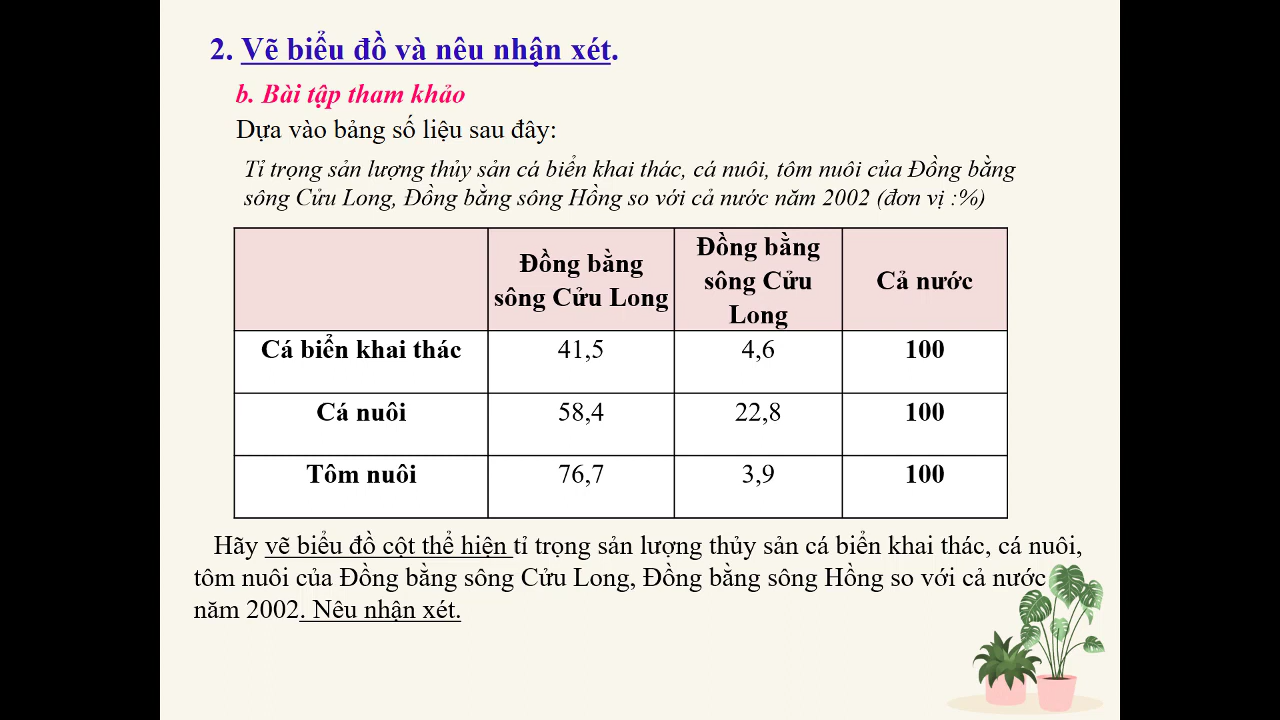 2. Vẽ biểu đồ và nêu nhận xét.
b. Bài tập tham khảo
Dựa vào bảng số liệu sau đây:
Tỉ trọng sản lượng thủy sản cá biển khai thác, cá nuôi, tôm nuôi của Đồng bằng
sông Cửu Long, Đồng bằng sông Hồng so với cả nước năm 2002 (đơn vị :%)
Đồng bằng
sông Cửu Long
Đồng bằng
sông Cửu
Long
Cả nước
Cá biển khai thác 41,5 4,6 100
Cá nuôi 58,4 22,8 100
Tôm nuôi 76,7 3,9 100
Hãy vẽ biểu đồ cột thể hiện tỉ trọng sản lượng thủy sản cá biển khai thác, cá nuôi,
tôm nuôi của Đồng bằng sông Cửu Long, Đồng bằng sông Hồng so với cả nước
năm 2002. Nêu nhận xét.